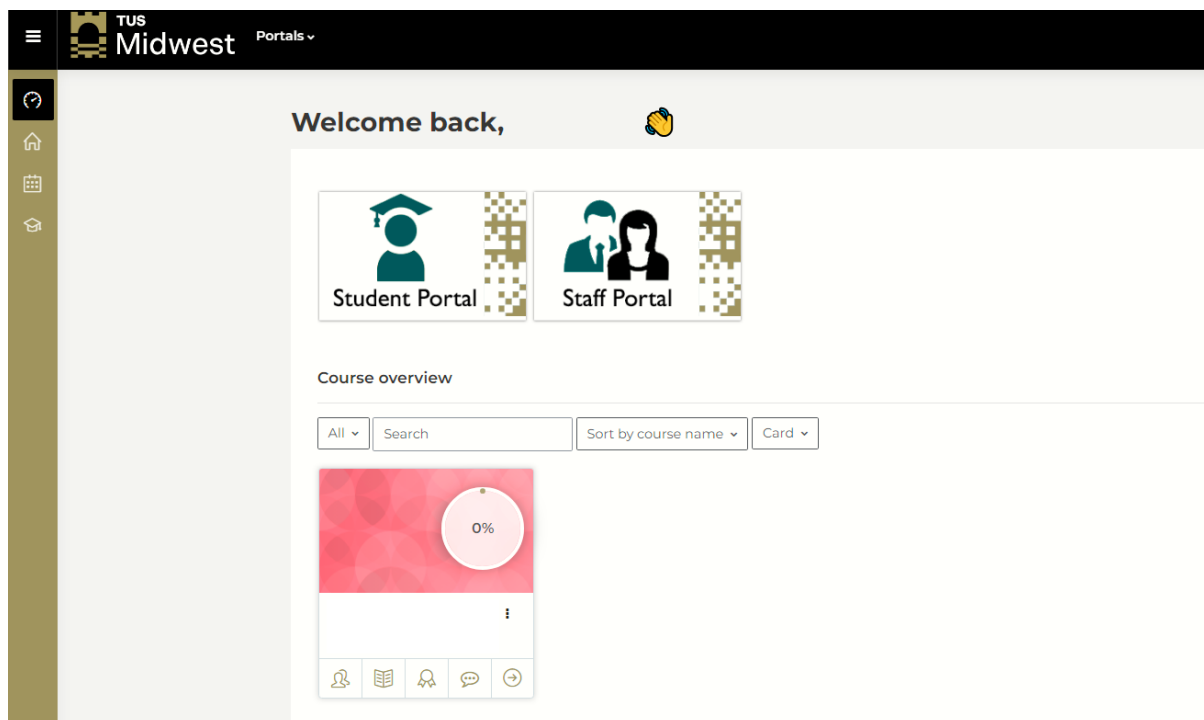 TUS
Midwest
Portals
Welcome back,
Student Portal
Staff Portal
Course overview
All
Search
Sort by course name
Card
0%